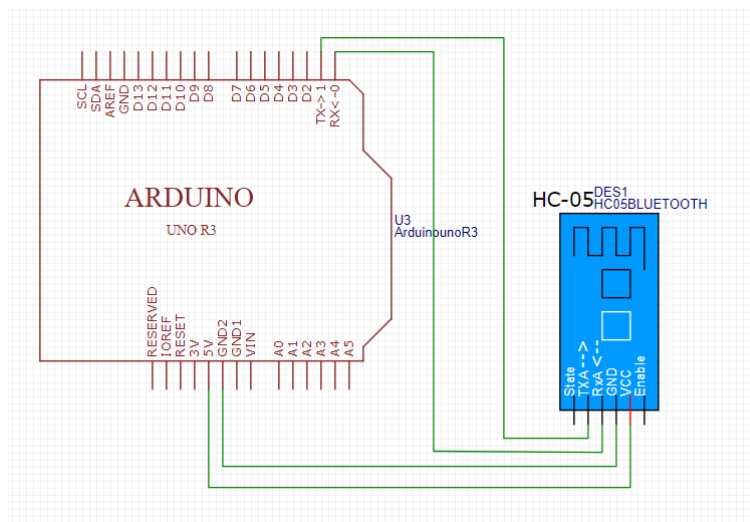 SCL
SDA
AREF
GND
D13
D12
D11
D10
D9
D8
D7
D6
D5
D4
D3
D2
TX->1
RX<-0
ARDUINO
UNO R3
U3
ArduinounoR3
RESERVED
IOREF
RESET
3V
5V
GND2
GND1
VIN
A0
A1
A2
A3
A4
A5
HC-05
DES1
HC05BLUETOOTH
State
TXA --->
RxA <---
GND
VCC
Enable